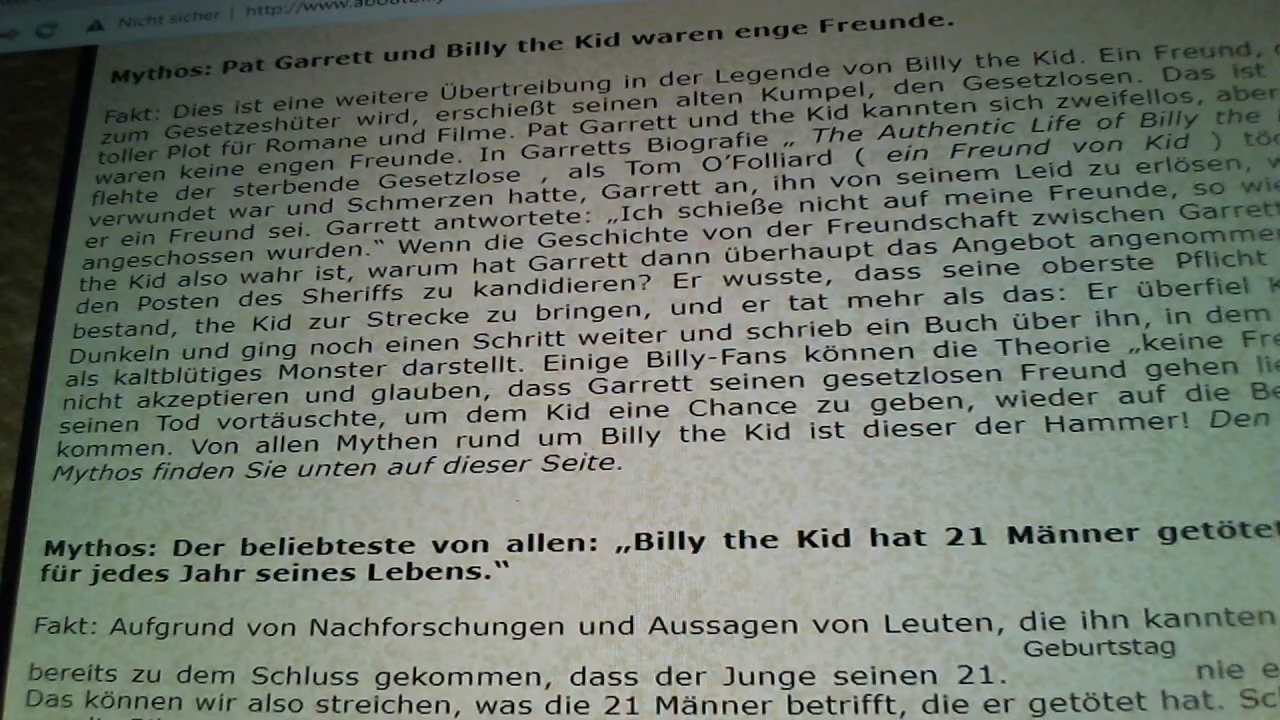 Nicht sicher | http://www.
Mythos: Pat Garrett und Billy the Kid waren enge Freunde.
Fakt: Dies ist eine weitere Übertreibung in der Legende von Billy the Kid. Ein Freund,
zum Gesetzeshüter wird, erschießt seinen alten Kumpel, den Gesetzlosen. Das ist
toller Plot für Romane und Filme. Pat Garrett und the Kid kannten sich zweifellos, aber
waren keine engen Freunde. In Garretts Biografie „ The Authentic Life of Billy the
flehte der sterbende Gesetzlose , als Tom O'Folliard ( ein Freund von Kid )
verwundet war und Schmerzen hatte, Garrett an, ihn von seinem Leid zu erlösen,
er ein Freund sei. Garrett antwortete: „Ich schieße nicht auf meine Freunde, so wie
angeschossen wurden.“ Wenn die Geschichte von der Freundschaft zwischen Garrett
the Kid also wahr ist, warum hat Garrett dann überhaupt das Angebot angenommen
den Posten des Sheriffs zu kandidieren? Er wusste, dass seine oberste Pflicht
bestand, the Kid zur Strecke zu bringen, und er tat mehr als das: Er überfiel
Dunkeln und ging noch einen Schritt weiter und schrieb ein Buch über ihn, in dem
als kaltblütiges Monster darstellt. Einige Billy-Fans können die Theorie „keine
nicht akzeptieren und glauben, dass Garrett seinen gesetzlosen Freund gehen
seinen Tod vortäuschte, um dem Kid eine Chance zu geben, wieder auf die
kommen. Von allen Mythen rund um Billy the Kid ist dieser der Hammer! Den
Mythos finden Sie unten auf dieser Seite.
Mythos: Der beliebteste von allen: „Billy the Kid hat 21 Männer getötet
für jedes Jahr seines Lebens.“
Fakt: Aufgrund von Nachforschungen und Aussagen von Leuten, die ihn kannten
bereits zu dem Schluss gekommen, dass der Junge seinen 21. Geburtstag nie
Das können wir also streichen, was die 21 Männer betrifft, die er getötet hat.